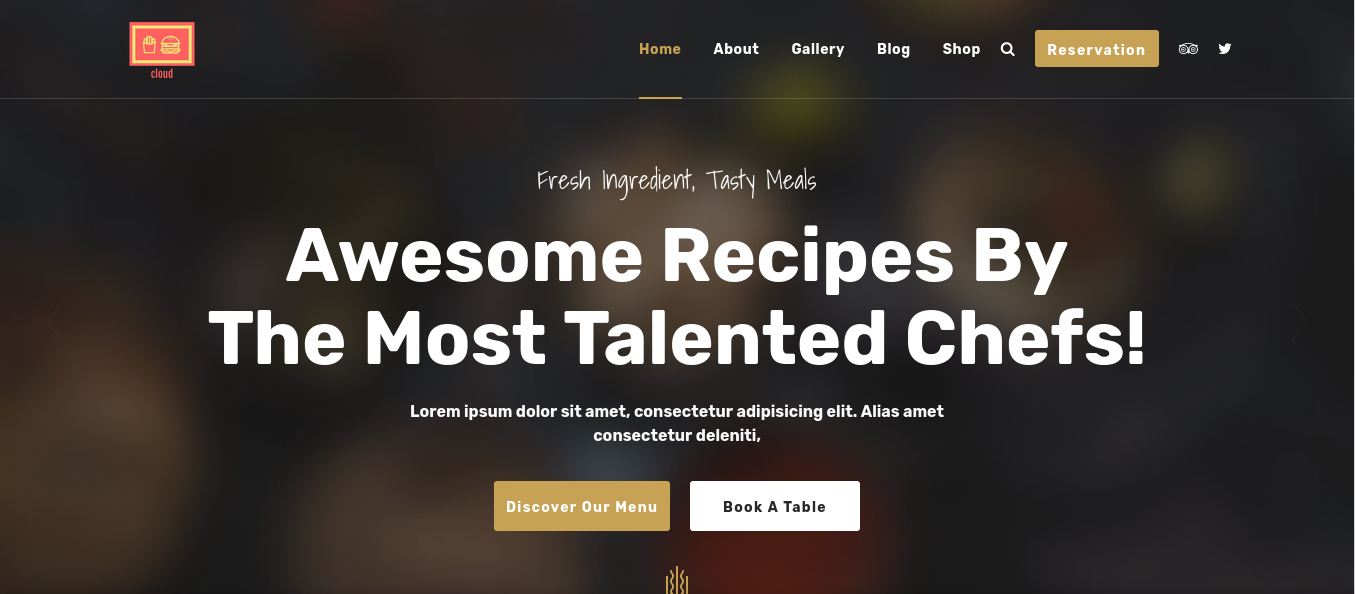 cloud
Home About Gallery Blog Shop Reservation
Fresh Ingredient, Tasty Meals
Awesome Recipes By
The Most Talented Chefs!
Lorem ipsum dolor sit amet, consectetur adipisicing elit. Alias amet
consectetur deleniti,
Discover Our Menu Book A Table